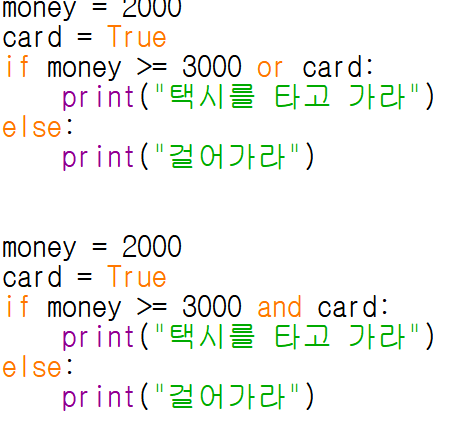 money = 2000
card = True
if money >= 3000 or card:
    print("택시를 타고 가라")
else:
    print("걸어가라")
money = 2000
card = True
if money >= 3000 and card:
    print("택시를 타고 가라")
else:
    print("걸어가라")